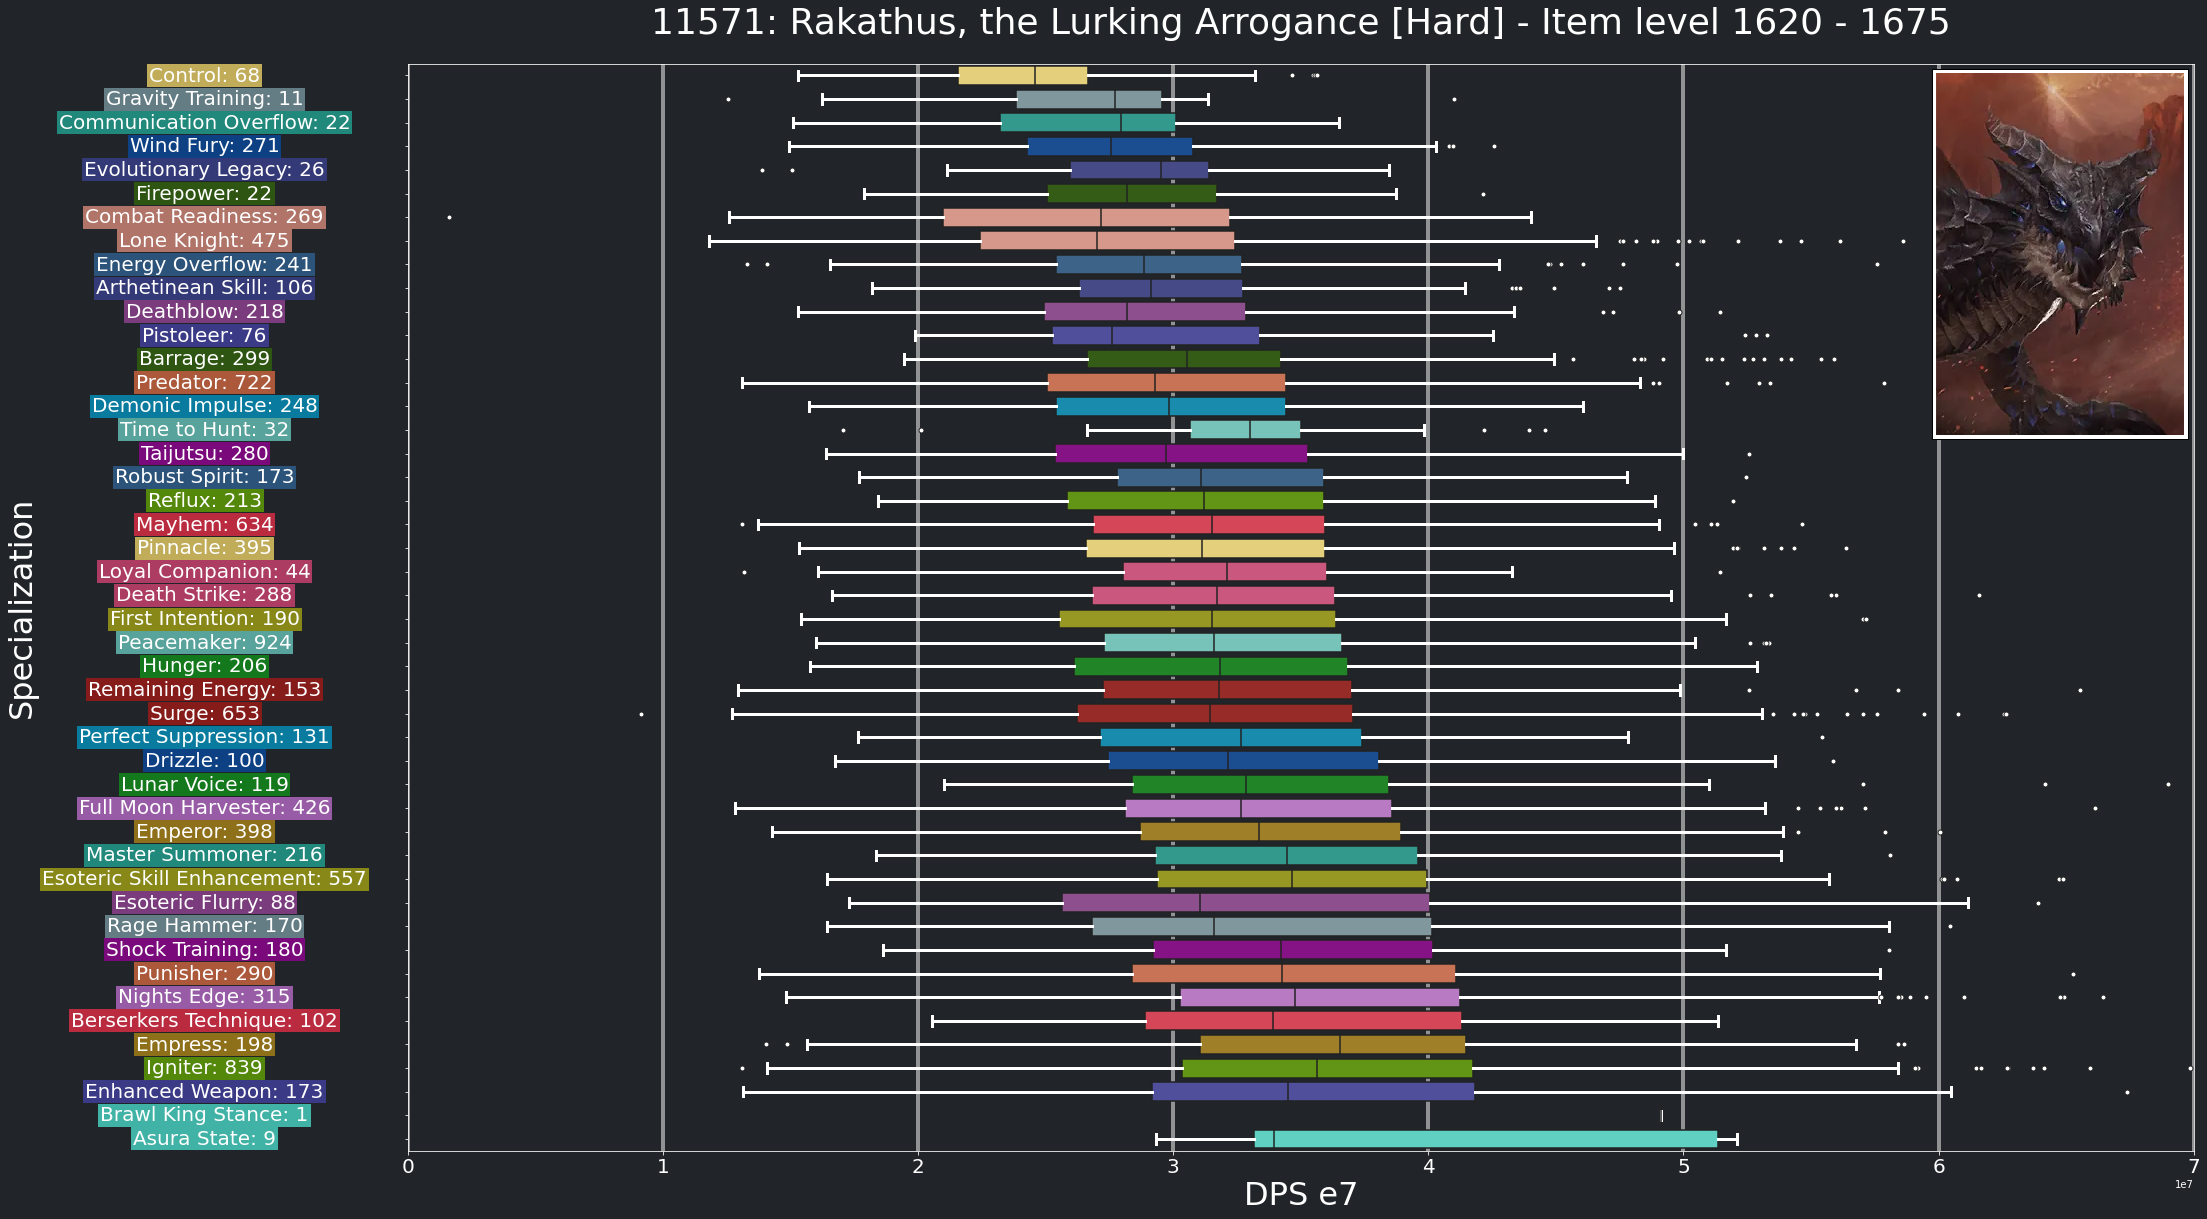 11571: Rakathus, the Lurking Arrogance [Hard] - Item level 1620 - 1675
Specialization
Control: 68
Gravity Training: 11
Communication Overflow: 22
Wind Fury: 271
Evolutionary Legacy: 26
Firepower: 22
Combat Readiness: 269
Lone Knight: 475
Energy Overflow: 241
Arthetinean Skill: 106
Deathblow: 218
Pistoleer: 76
Barrage: 299
Predator: 722
Demonic Impulse: 248
Time to Hunt: 32
Taijutsu: 280
Robust Spirit: 173
Reflux: 213
Mayhem: 634
Pinnacle: 395
Loyal Companion: 44
Death Strike: 288
First Intention: 190
Peacemaker: 924
Hunger: 206
Remaining Energy: 153
Surge: 653
Perfect Suppression: 131
Drizzle: 100
Lunar Voice: 119
Full Moon Harvester: 426
Emperor: 398
Master Summoner: 216
Esoteric Skill Enhancement: 557
Esoteric Flurry: 88
Rage Hammer: 170
Shock Training: 180
Punisher: 290
Nights Edge: 315
Berserkers Technique: 102
Empress: 198
Igniter: 839
Enhanced Weapon: 173
Brawl King Stance: 1
Asura State: 9
0 1 2 3 4 5 6 7
1e7
DPS e7